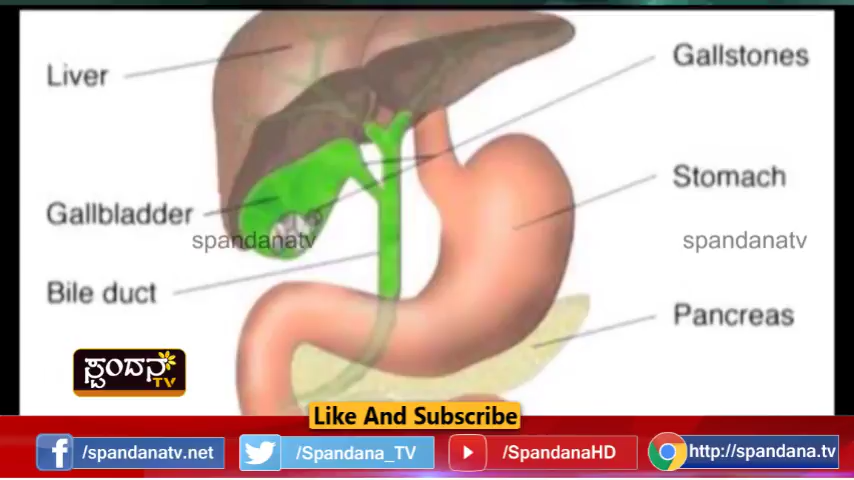 Liver
Gallstones
Stomach
Gallbladder
spandanatv
spandanatv
Bile duct
Pancreas
ಸ್ಪಂದನ
TV
Like And Subscribe
/spandanatv.net
/Spandana_TV
/SpandanaHD
http://spandana.tv